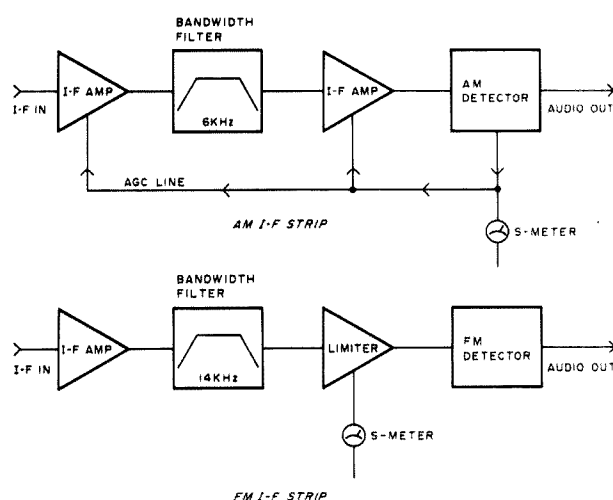 BANDWIDTH
FILTER
I-F AMP
I-F AMP
AM
DETECTOR
I-F IN
6KHz
AUDIO OUT
AGC LINE
AM I-F STRIP
S-METER
BANDWIDTH
FILTER
I-F AMP
LIMITER
FM
DETECTOR
I-F IN
14KHz
AUDIO OUT
S-METER
FM I-F STRIP